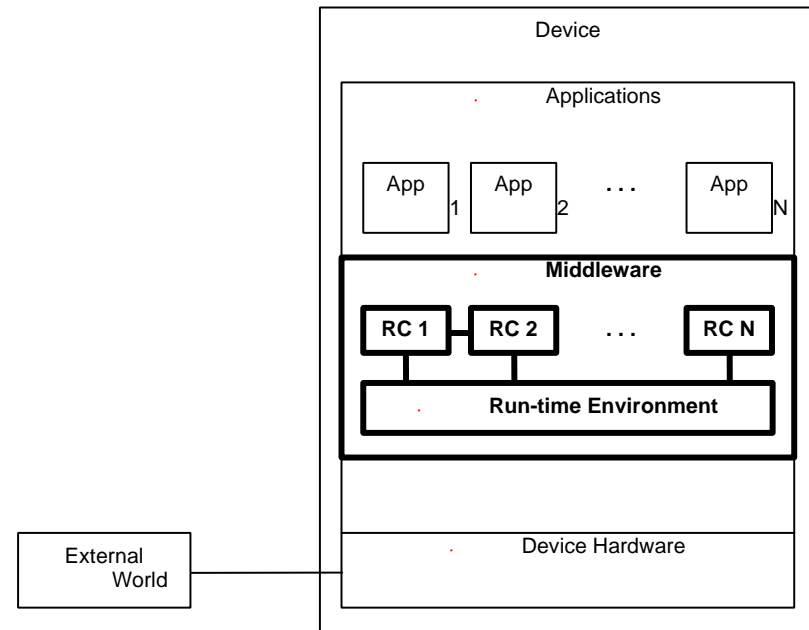 Device
Applications
App 1 App 2 . . . App N
Middleware
RC 1 RC 2 . . . RC N
Run-time Environment
Device Hardware
External
World